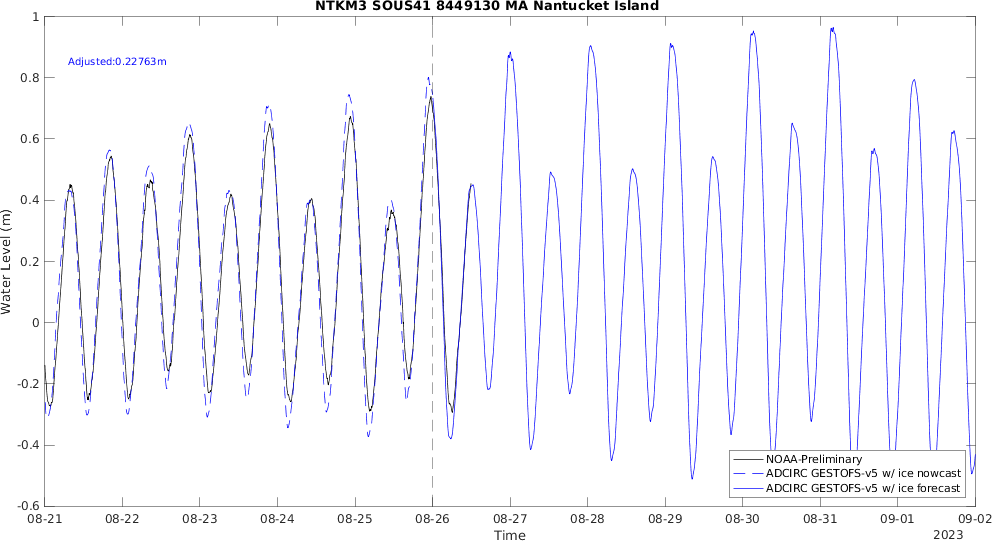 NTKM3 SOUS41 8449130 MA Nantucket Island
Adjusted:0.22763m
1
0.8
0.6
0.4
0.2
0
-0.2
-0.4
-0.6
Water Level (m)
NOAA-Preliminary
ADCIRC GESTOFS-v5 w/ ice nowcast
ADCIRC GESTOFS-v5 w/ ice forecast
08-21 08-22 08-23 08-24 08-25 08-26 08-27 08-28 08-29 08-30 08-31 09-01 09-02
Time
2023